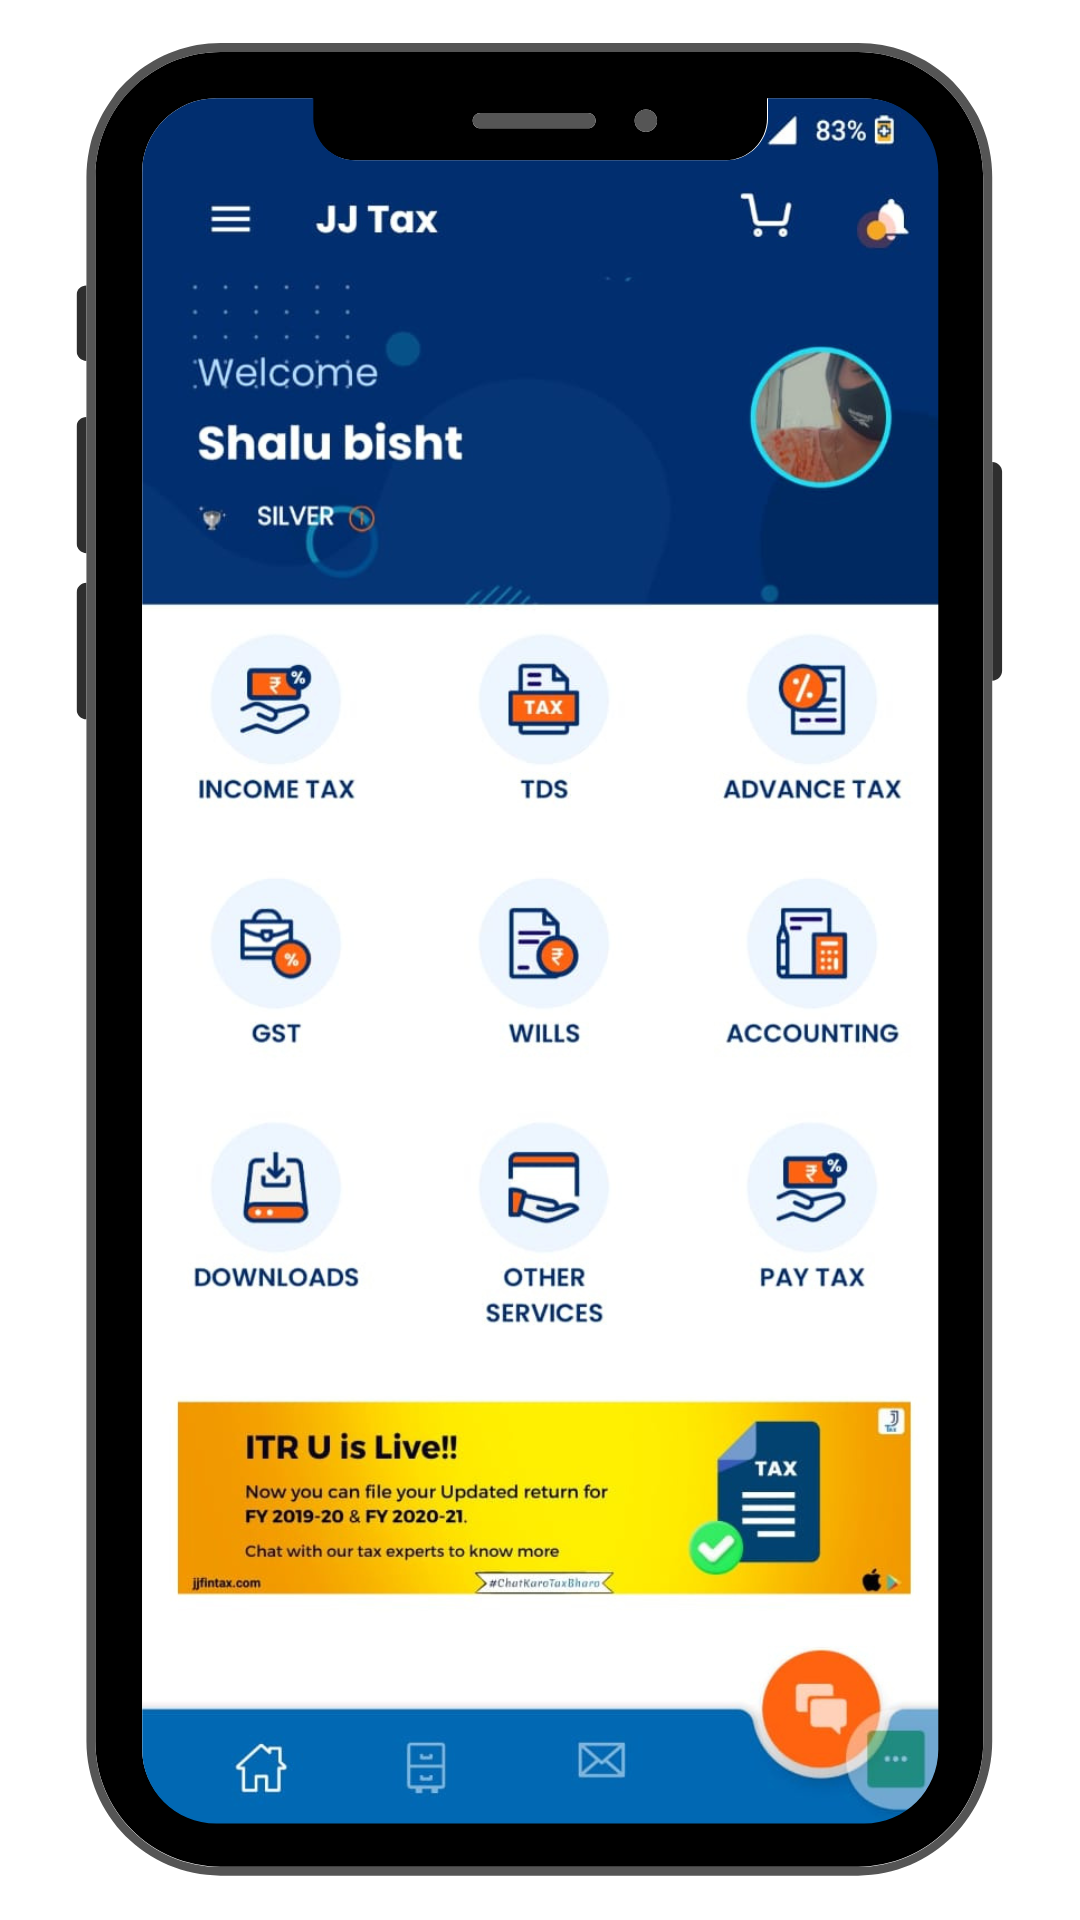 83%
JJ Tax
Welcome
Shalu bisht
SILVER
₹ %
TAX
%
INCOME TAX
TDS
ADVANCE TAX
%
₹
GST
WILLS
ACCOUNTING
₹ %
DOWNLOADS
OTHER
SERVICES
PAY TAX
ITR U is Live!!
J
Tax
TAX
Now you can file your Updated return for
FY 2019-20 & FY 2020-21.
Chat with our tax experts to know more
jjfintax.com
#ChatKaroTaxBharo